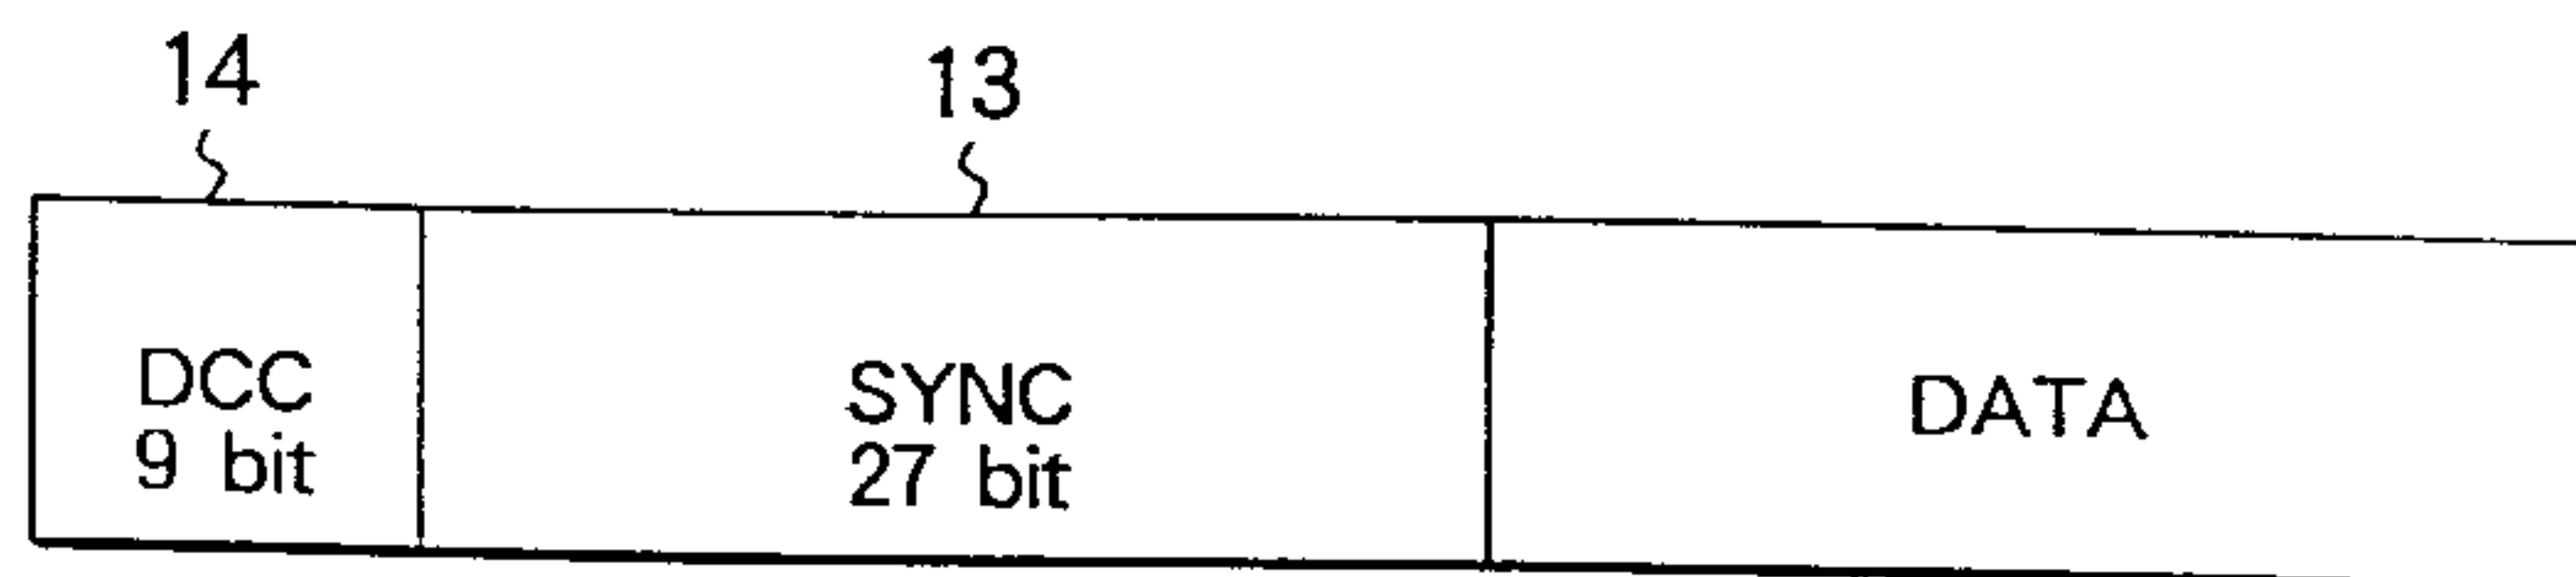 14
13
DCC
9 bit
SYNC
27 bit
DATA